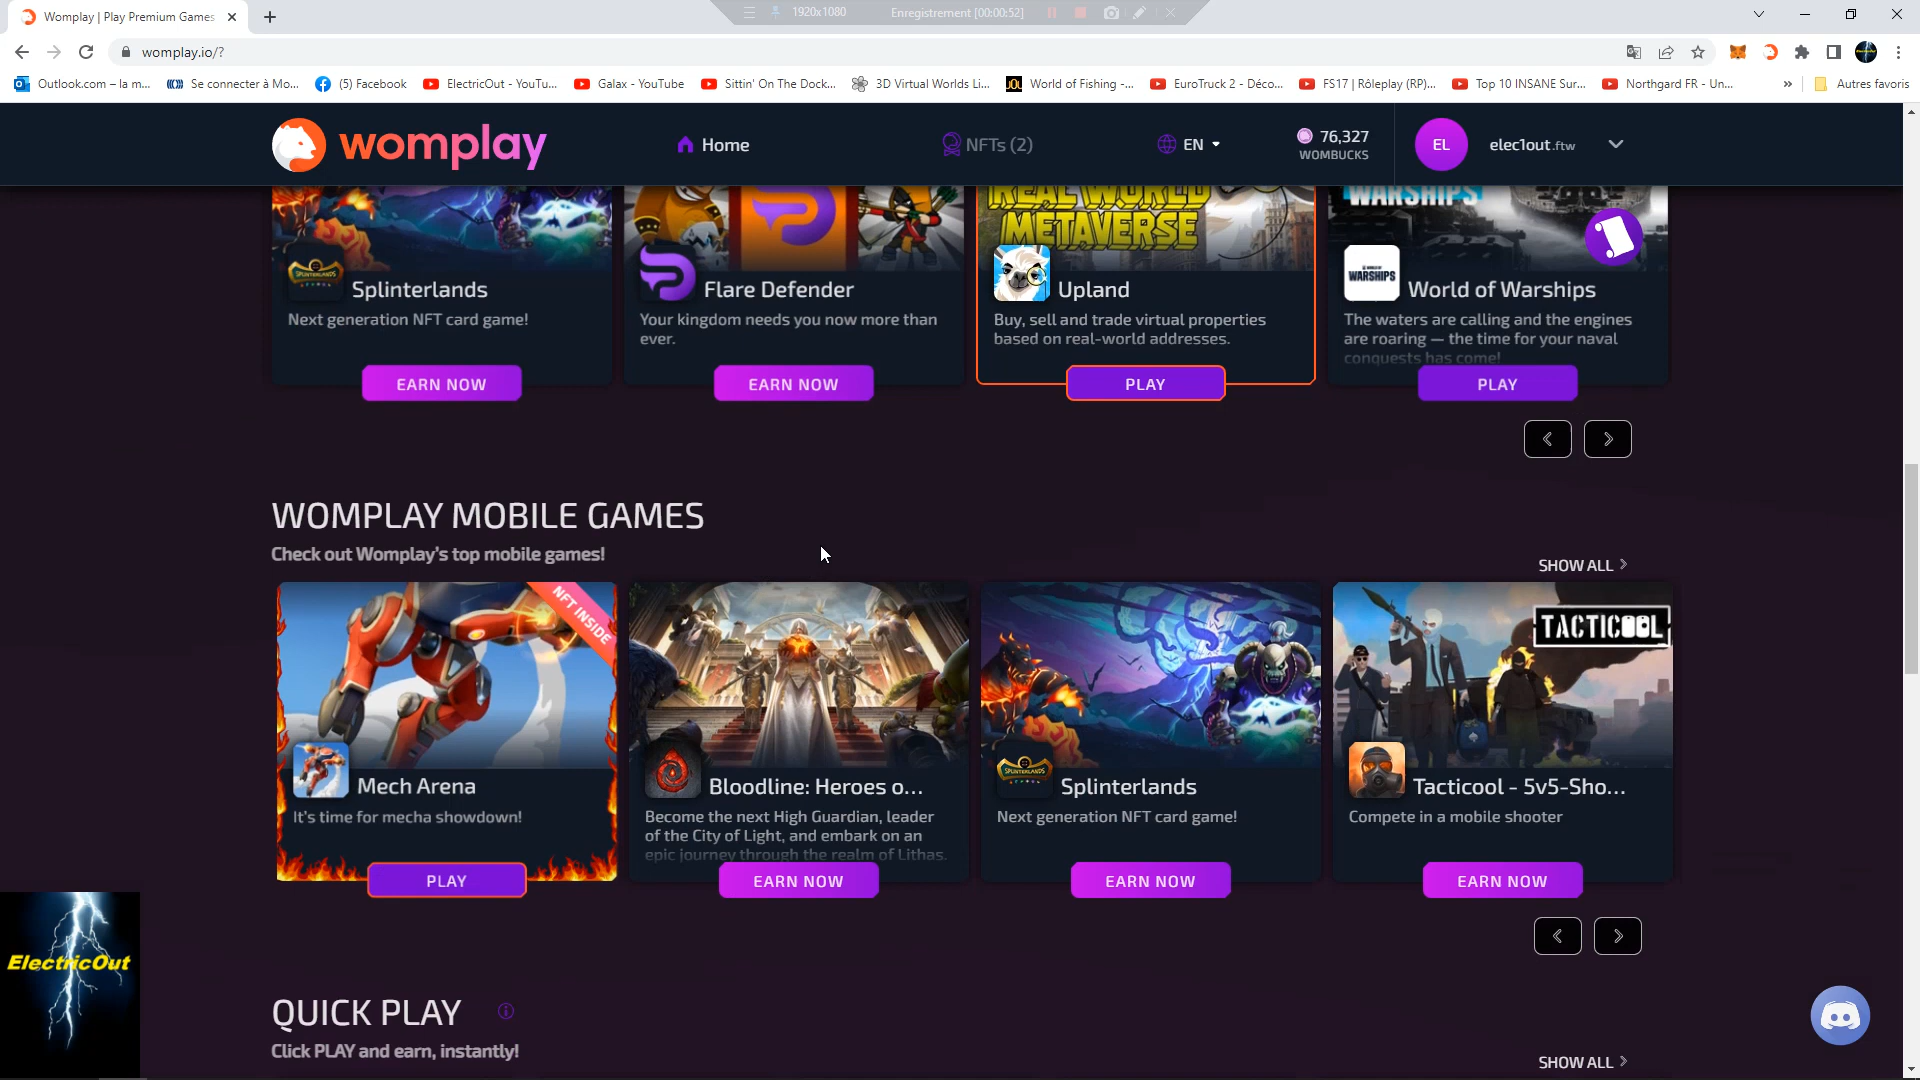 Womplay | Play Premium Games
1920x1080
Enregistrement [00:00:52]
womplay.io/?
Outlook.com – la m...
Se connecter à Mo...
(5) Facebook
ElectricOut - YouTu...
Galax - YouTube
Sittin' On The Dock...
3D Virtual Worlds Li...
World of Fishing -...
EuroTruck 2 - Déco...
FS17 | Rôleplay (RP)...
Top 10 INSANE Sur...
Northgard FR - Un...
»
Autres favoris
womplay
Home
NFTs (2)
EN
76,327
WOMBUCKS
EL
elec1out.ftw
REAL WORLD
METAVERSE
WARSHIPS
SPLINTERLANDS
Splinterlands
Next generation NFT card game!
EARN NOW
Flare Defender
Your kingdom needs you now more than
ever.
EARN NOW
Upland
Buy, sell and trade virtual properties
based on real-world addresses.
PLAY
WARSHIPS
World of Warships
The waters are calling and the engines
are roaring — the time for your naval
conquests has come!
PLAY
WOMPLAY MOBILE GAMES
Check out Womplay's top mobile games!
SHOW ALL
NFT INSIDE
Mech Arena
It's time for mecha showdown!
PLAY
Bloodline: Heroes o...
Become the next High Guardian, leader
of the City of Light, and embark on an
epic journey through the realm of Lithas.
EARN NOW
SPLINTERLANDS
Splinterlands
Next generation NFT card game!
EARN NOW
TACTICOOL
Tacticool - 5v5-Sho...
Compete in a mobile shooter
EARN NOW
ElectricOut
QUICK PLAY
Click PLAY and earn, instantly!
SHOW ALL